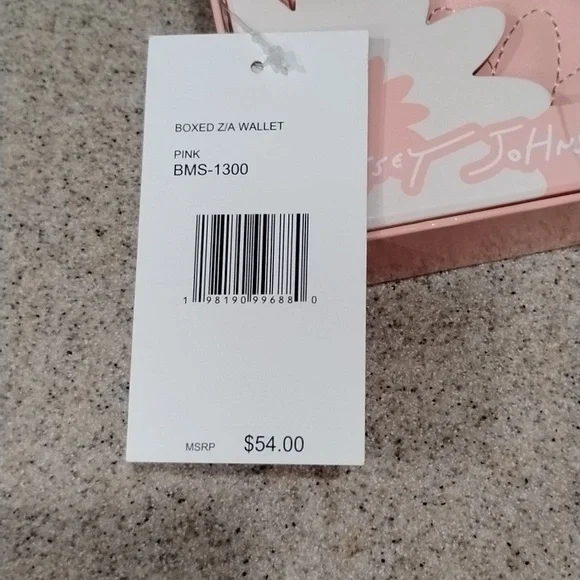 BOXED Z/A WALLET
PINK
BMS-1300
1 98190 99688 0
MSRP $54.00